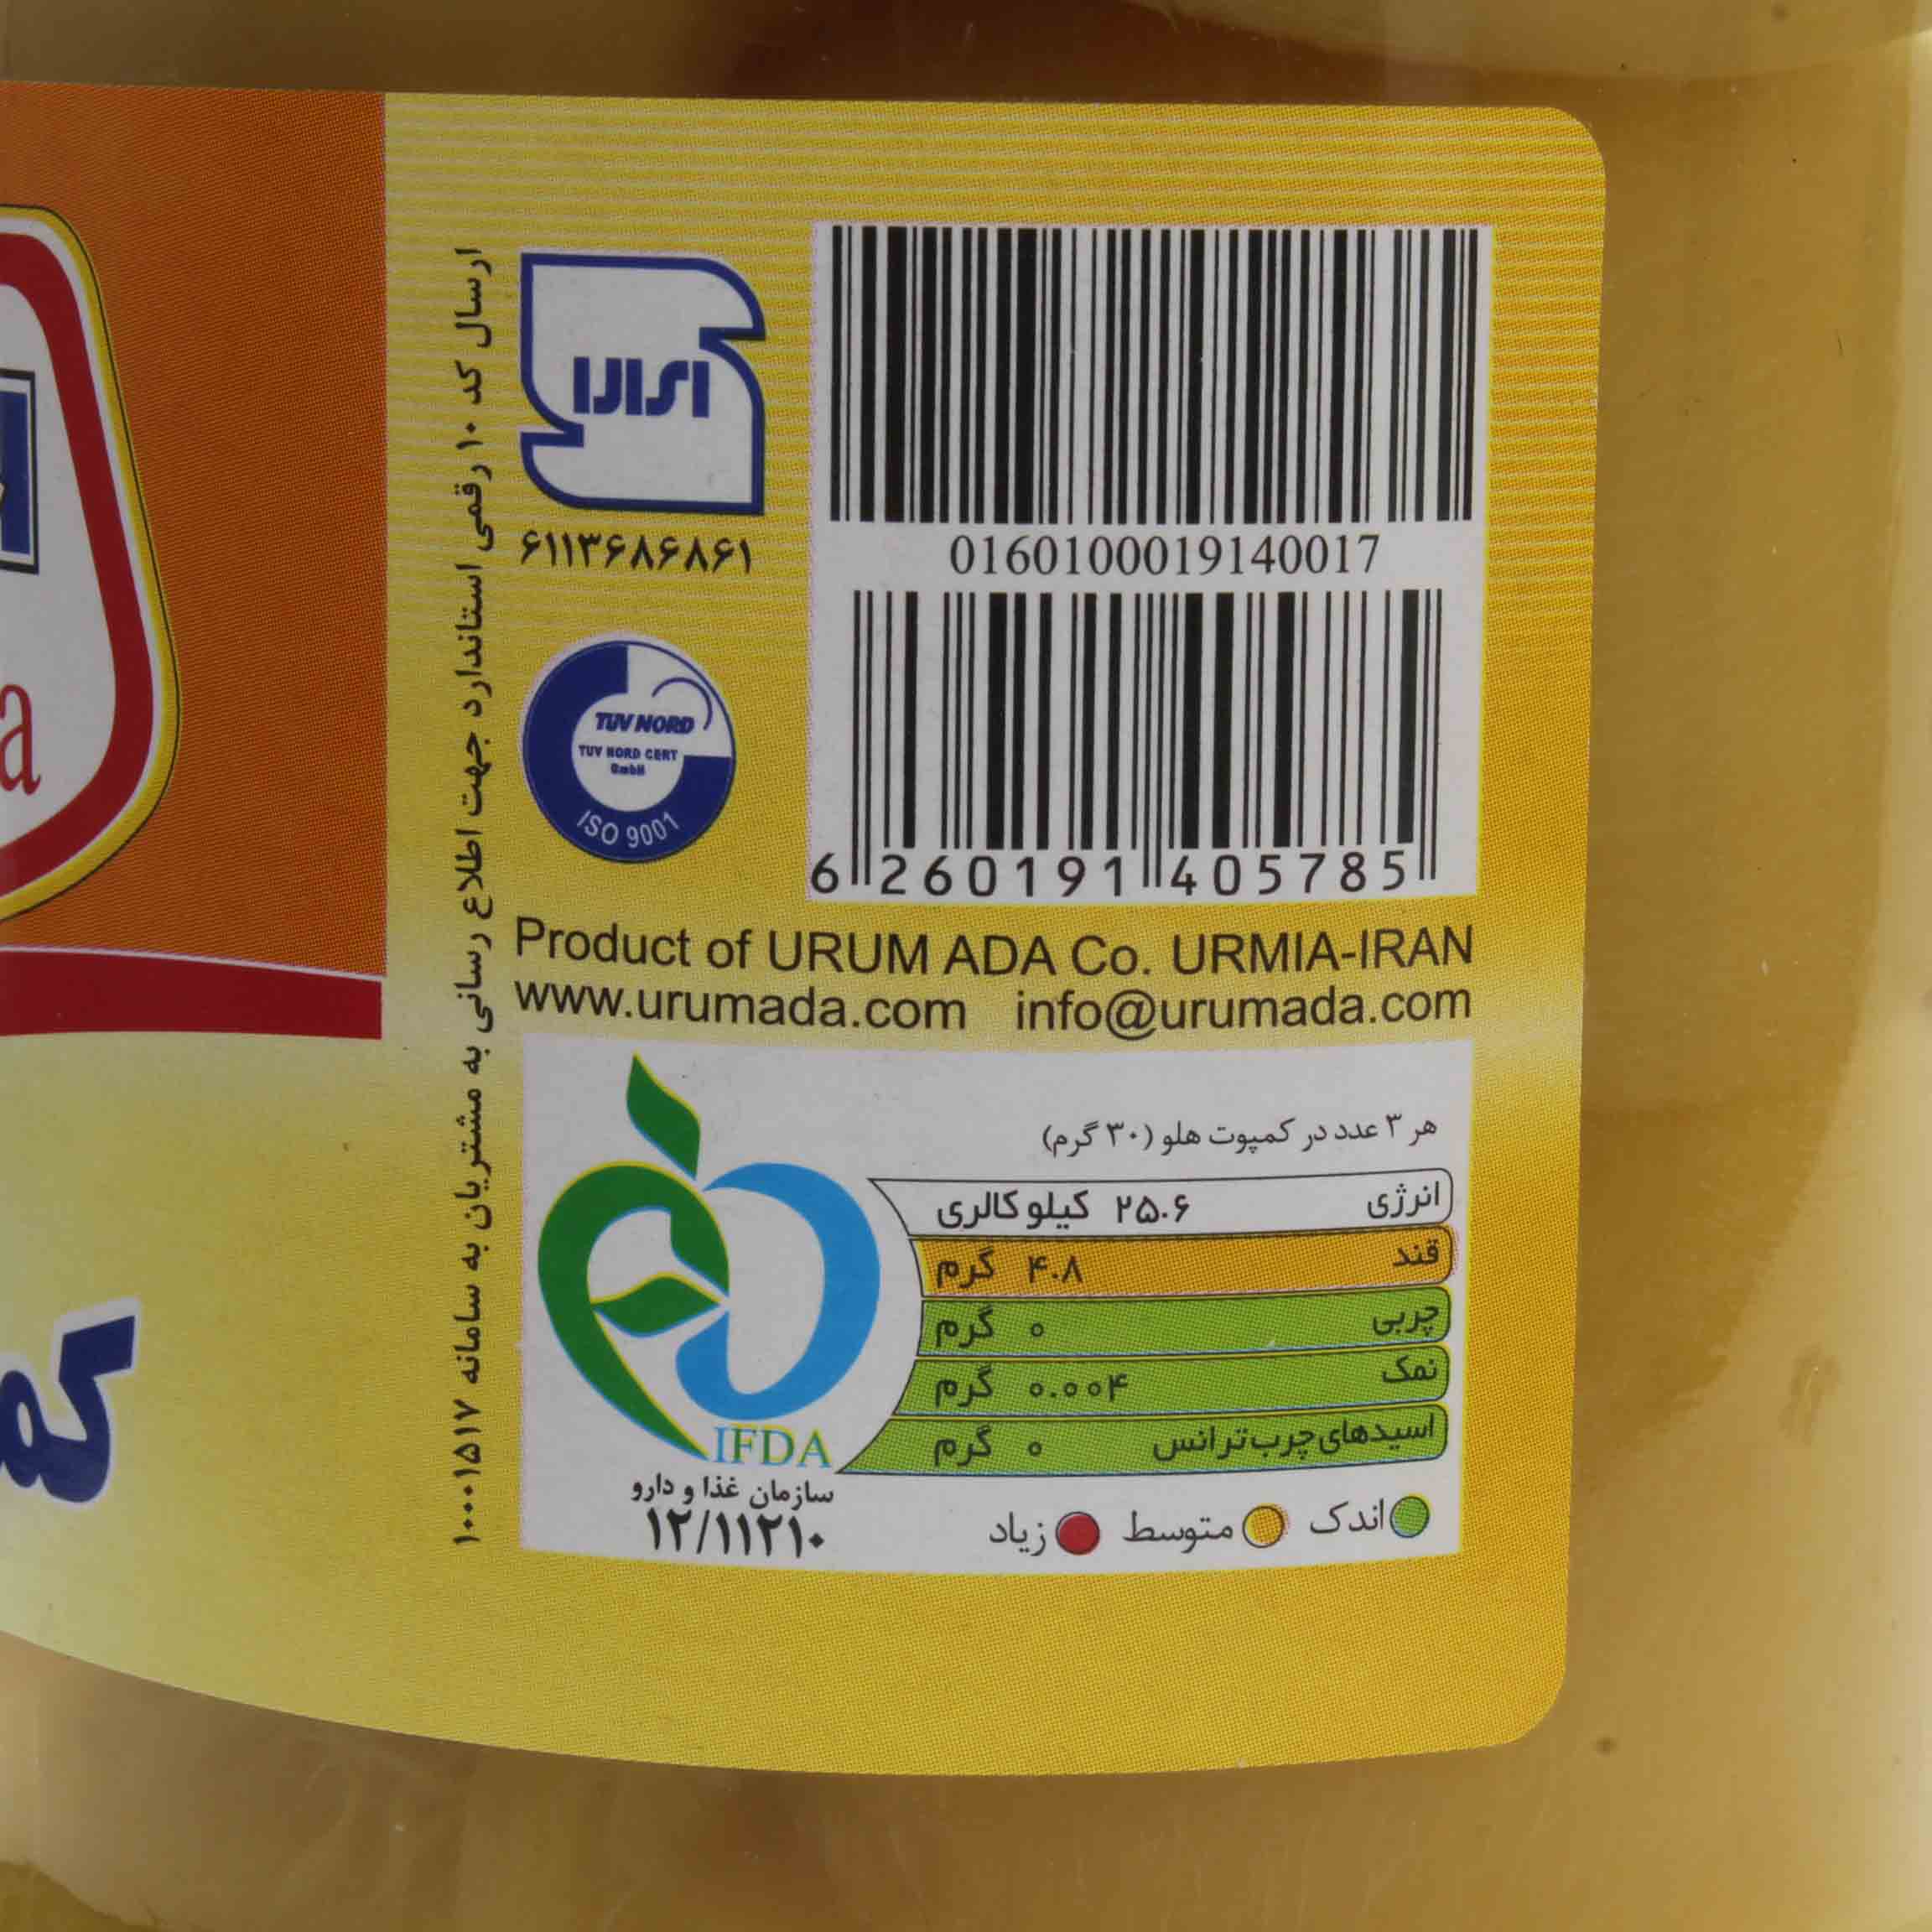 ارسال کد ۱۰ رقمی استاندارد جهت اطلاع رسانی به مشتریان به سامانه ۱۰۰۰۱۵۱۷
۶۱۱۳۶۸۶۸۶۱
TUV NORD
TUV NORD CERT
GmbH
ISO 9001
0160100019140017
6 260191 405785
Product of URUM ADA Co. URMIA-IRAN
www.urumada.com info@urumada.com
هر ۳ عدد در کمپوت هلو (۳۰ گرم)
انرژی ۲۵.۶ کیلو کالری
قند ۴.۸ گرم
چربی ۰ گرم
نمک ۰.۰۰۴ گرم
اسیدهای چرب ترانس ۰ گرم
اندک متوسط زیاد
IFDA
سازمان غذا و دارو
۱۲/۱۱۲۱۰
a